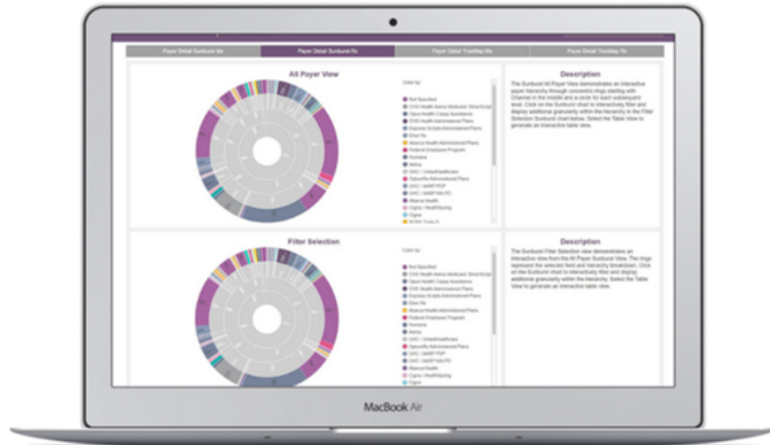 Payer Detail Sunburst Mx
Payer Detail Sunburst Rx
Payer Detail TreeMap Mx
Payer Detail TreeMap Rx
All Payer View
Color by:
Not Specified
CVS Health Aetna Medicare SilverScript
Opus Health Copay Assistance
CVS Health Administered Plans
Express Scripts Administered Plans
Elixir Rx
Abarca Health Administered Plans
Federal Employee Program
Humana
Aetna
UHC / UnitedHealthcare
OptumRx Administered Plans
UHC / AARP PDP
UHC / AARP MA-PD
Abarca Health
Cigna / HealthSpring
Cigna
Description
The Sunburst All Payer View demonstrates an interactive
payer hierarchy through concentric rings starting with
Channel in the middle and a circle for each subsequent
level. Click on the Sunburst chart to interactively filter and
display additional granularity within the hierarchy in the Filter
Selection Sunburst chart below. Select the Table View to
generate an interactive table view.
Filter Selection
Color by:
Not Specified
CVS Health Aetna Medicare SilverScript
Opus Health Copay Assistance
CVS Health Administered Plans
Express Scripts Administered Plans
Elixir Rx
Abarca Health Administered Plans
Federal Employee Program
Humana
Aetna
UHC / UnitedHealthcare
OptumRx Administered Plans
UHC / AARP PDP
UHC / AARP MA-PD
Abarca Health
Cigna / HealthSpring
Cigna
Description
The Sunburst Filter Selection view demonstrates an
interactive view from the All Payer Sunburst View. The rings
represent the selected field and hierarchy breakdown. Click
on the Sunburst chart to interactively filter and display
additional granularity within the hierarchy. Select the Table
View to generate an interactive table view.
MacBook Air